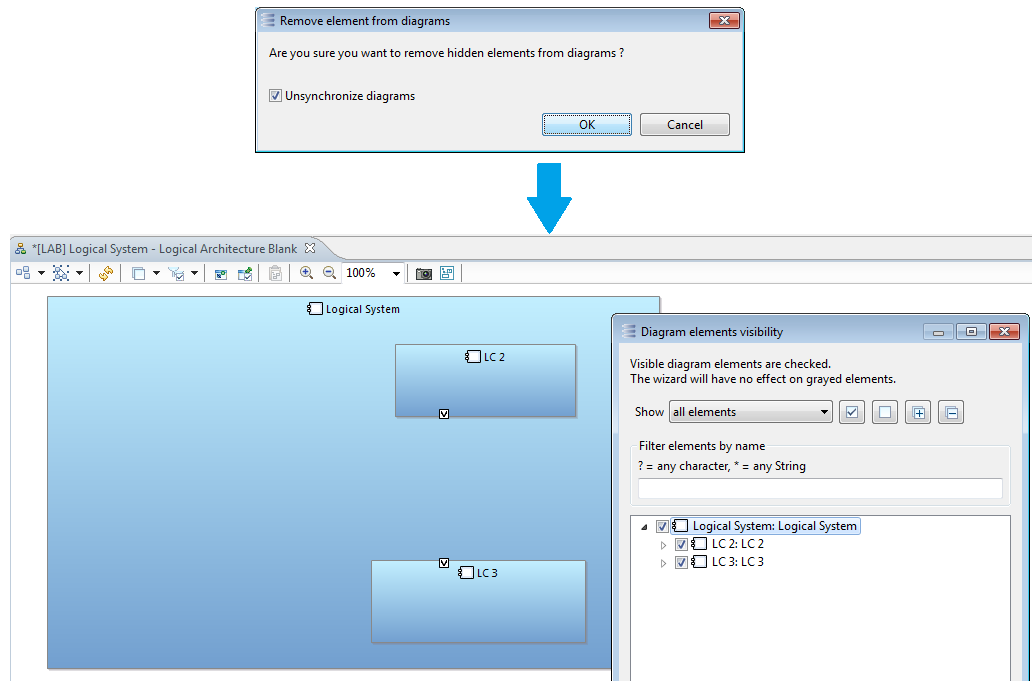 Remove element from diagrams
Are you sure you want to remove hidden elements from diagrams ?
Unsynchronize diagrams
OK Cancel
*[LAB] Logical System - Logical Architecture Blank
100%
Logical System
LC 2
V
V
LC 3
Diagram elements visibility
Visible diagram elements are checked.
The wizard will have no effect on grayed elements.
Show all elements
Filter elements by name
? = any character, * = any String
Logical System: Logical System
LC 2: LC 2
LC 3: LC 3